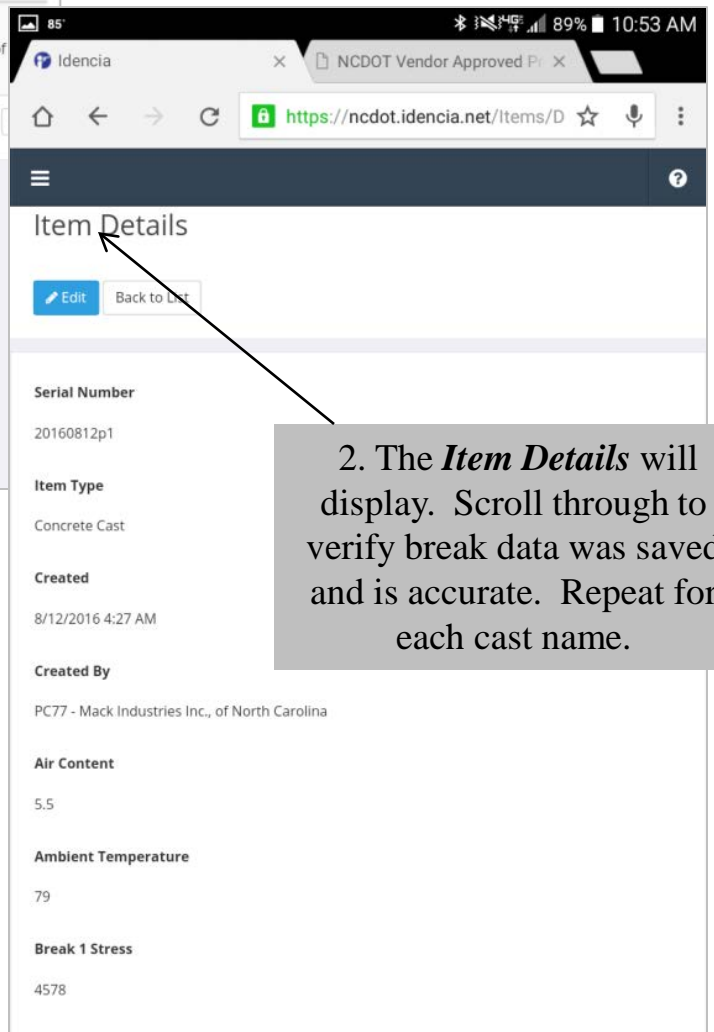 of
85°
4G
89%
10:53 AM
Idencia
NCDOT Vendor Approved Pr
https://ncdot.idencia.net/Items/D
Item Details
Edit
Back to List
Serial Number
20160812p1
Item Type
Concrete Cast
Created
8/12/2016 4:27 AM
Created By
PC77 - Mack Industries Inc., of North Carolina
Air Content
5.5
Ambient Temperature
79
Break 1 Stress
4578
2. The Item Details will
display. Scroll through to
verify break data was saved
and is accurate. Repeat for
each cast name.